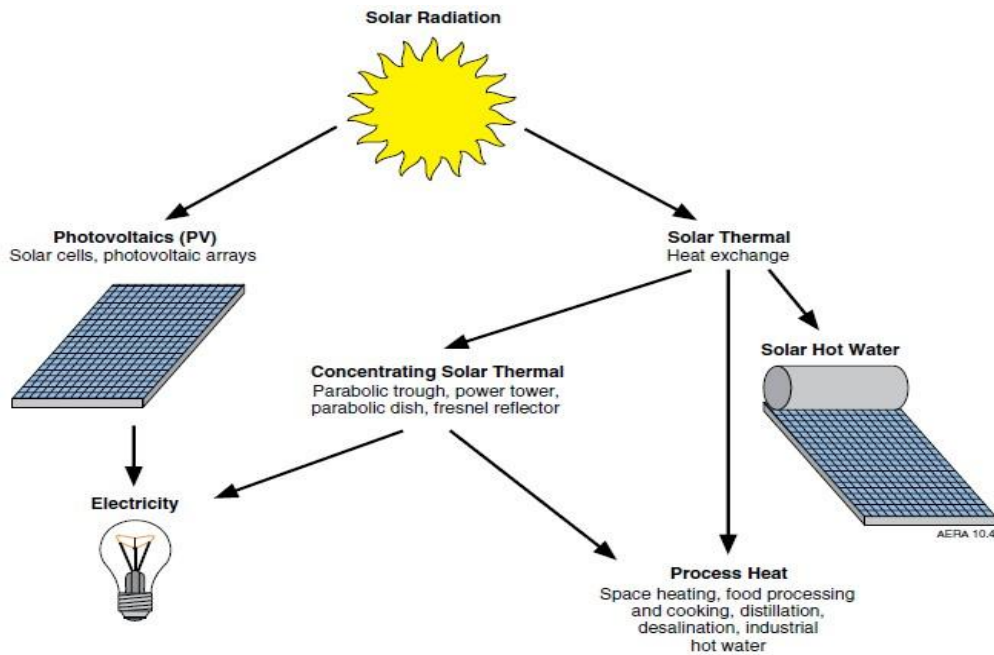 Solar Radiation
Photovoltaics (PV)
Solar cells, photovoltaic arrays
Solar Thermal
Heat exchange
Solar Hot Water
Concentrating Solar Thermal
Parabolic trough, power tower,
parabolic dish, fresnel reflector
Electricity
AERA 10.4
Process Heat
Space heating, food processing
and cooking, distillation,
desalination, industrial
hot water